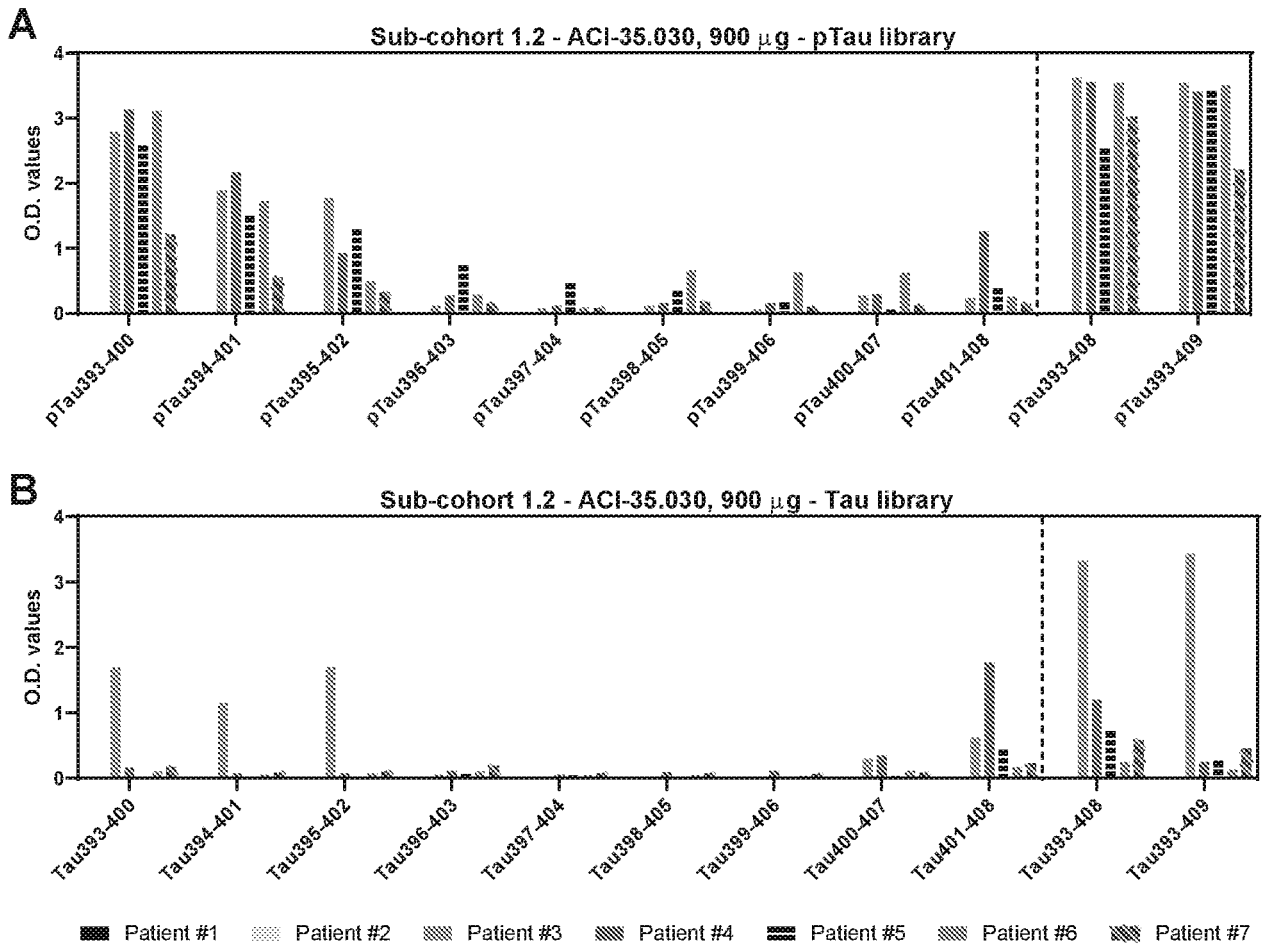 A
Sub-cohort 1.2 - ACI-35.030, 900 μg - pTau library
O.D. values
4
3
2
1
0
pTau393-400
pTau394-401
pTau395-402
pTau396-403
pTau397-404
pTau398-405
pTau399-406
pTau400-407
pTau401-408
pTau393-408
pTau393-409
B
Sub-cohort 1.2 - ACI-35.030, 900 μg - Tau library
O.D. values
4
3
2
1
0
Tau393-400
Tau394-401
Tau395-402
Tau396-403
Tau397-404
Tau398-405
Tau399-406
Tau400-407
Tau401-408
Tau393-408
Tau393-409
Patient #1 Patient #2 Patient #3 Patient #4 Patient #5 Patient #6 Patient #7